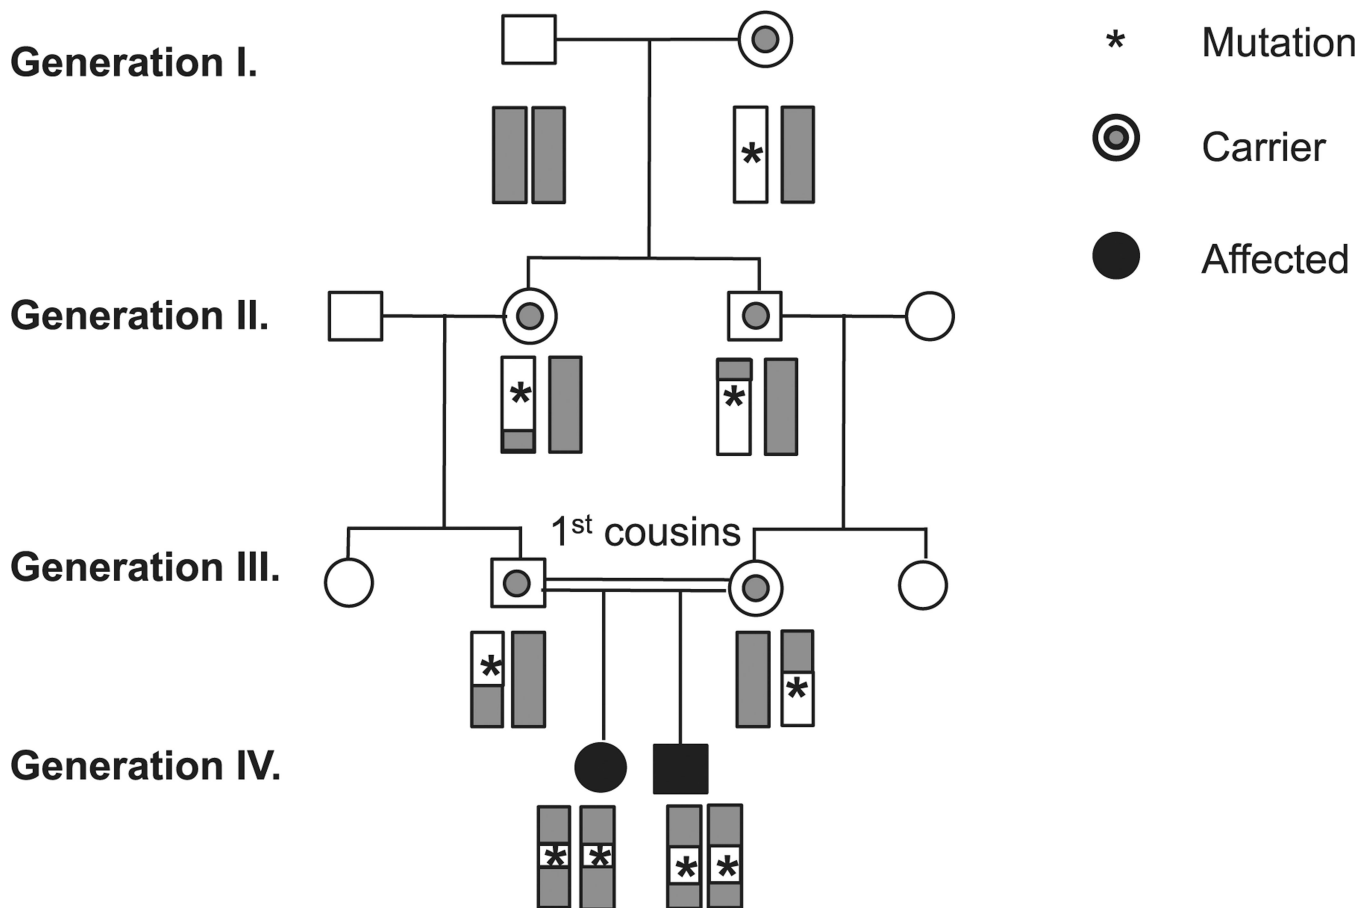 Generation I.
* Mutation
* 
Carrier
Affected
Generation II.
* *
1st cousins
Generation III.
* *
Generation IV.
* * * *